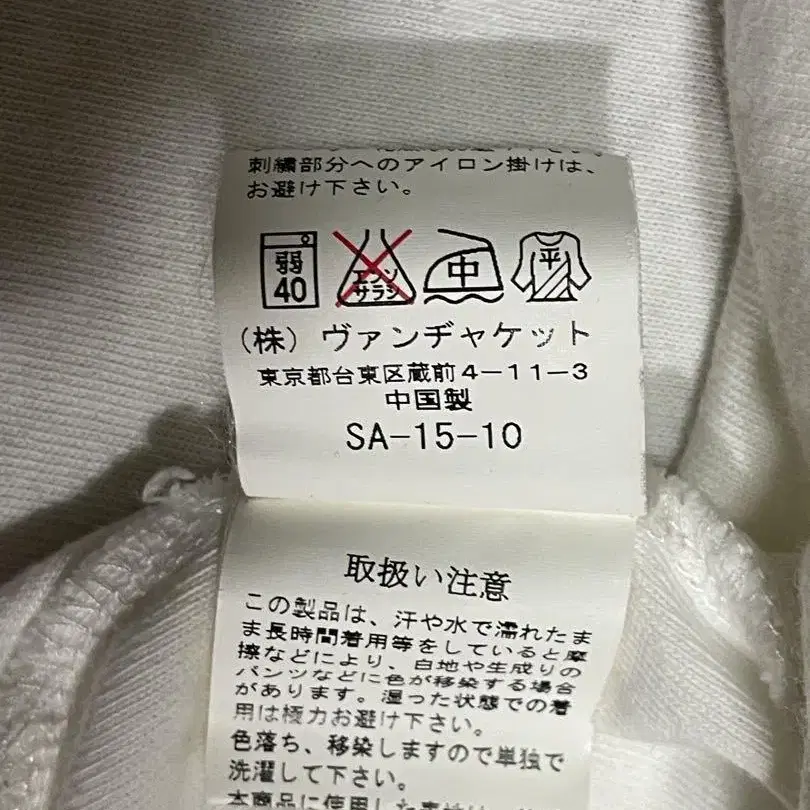 刺繍部分へのアイロン掛けは、
お避け下さい。
弱
40
エンソ
サラシ
中
平
(株)ヴァンヂャケット
東京都台東区蔵前4-11-3
中国製
SA-15-10
取扱い注意
この製品は、汗や水で濡れたま
ま長時間着用等をしていると摩
擦などにより、白地や生成りの
パンツなどに色が移染する場合
があります。湿った状態での着
用は極力お避け下さい。
色落ち、移染しますので単独で
洗濯して下さい。
本商品に使用した